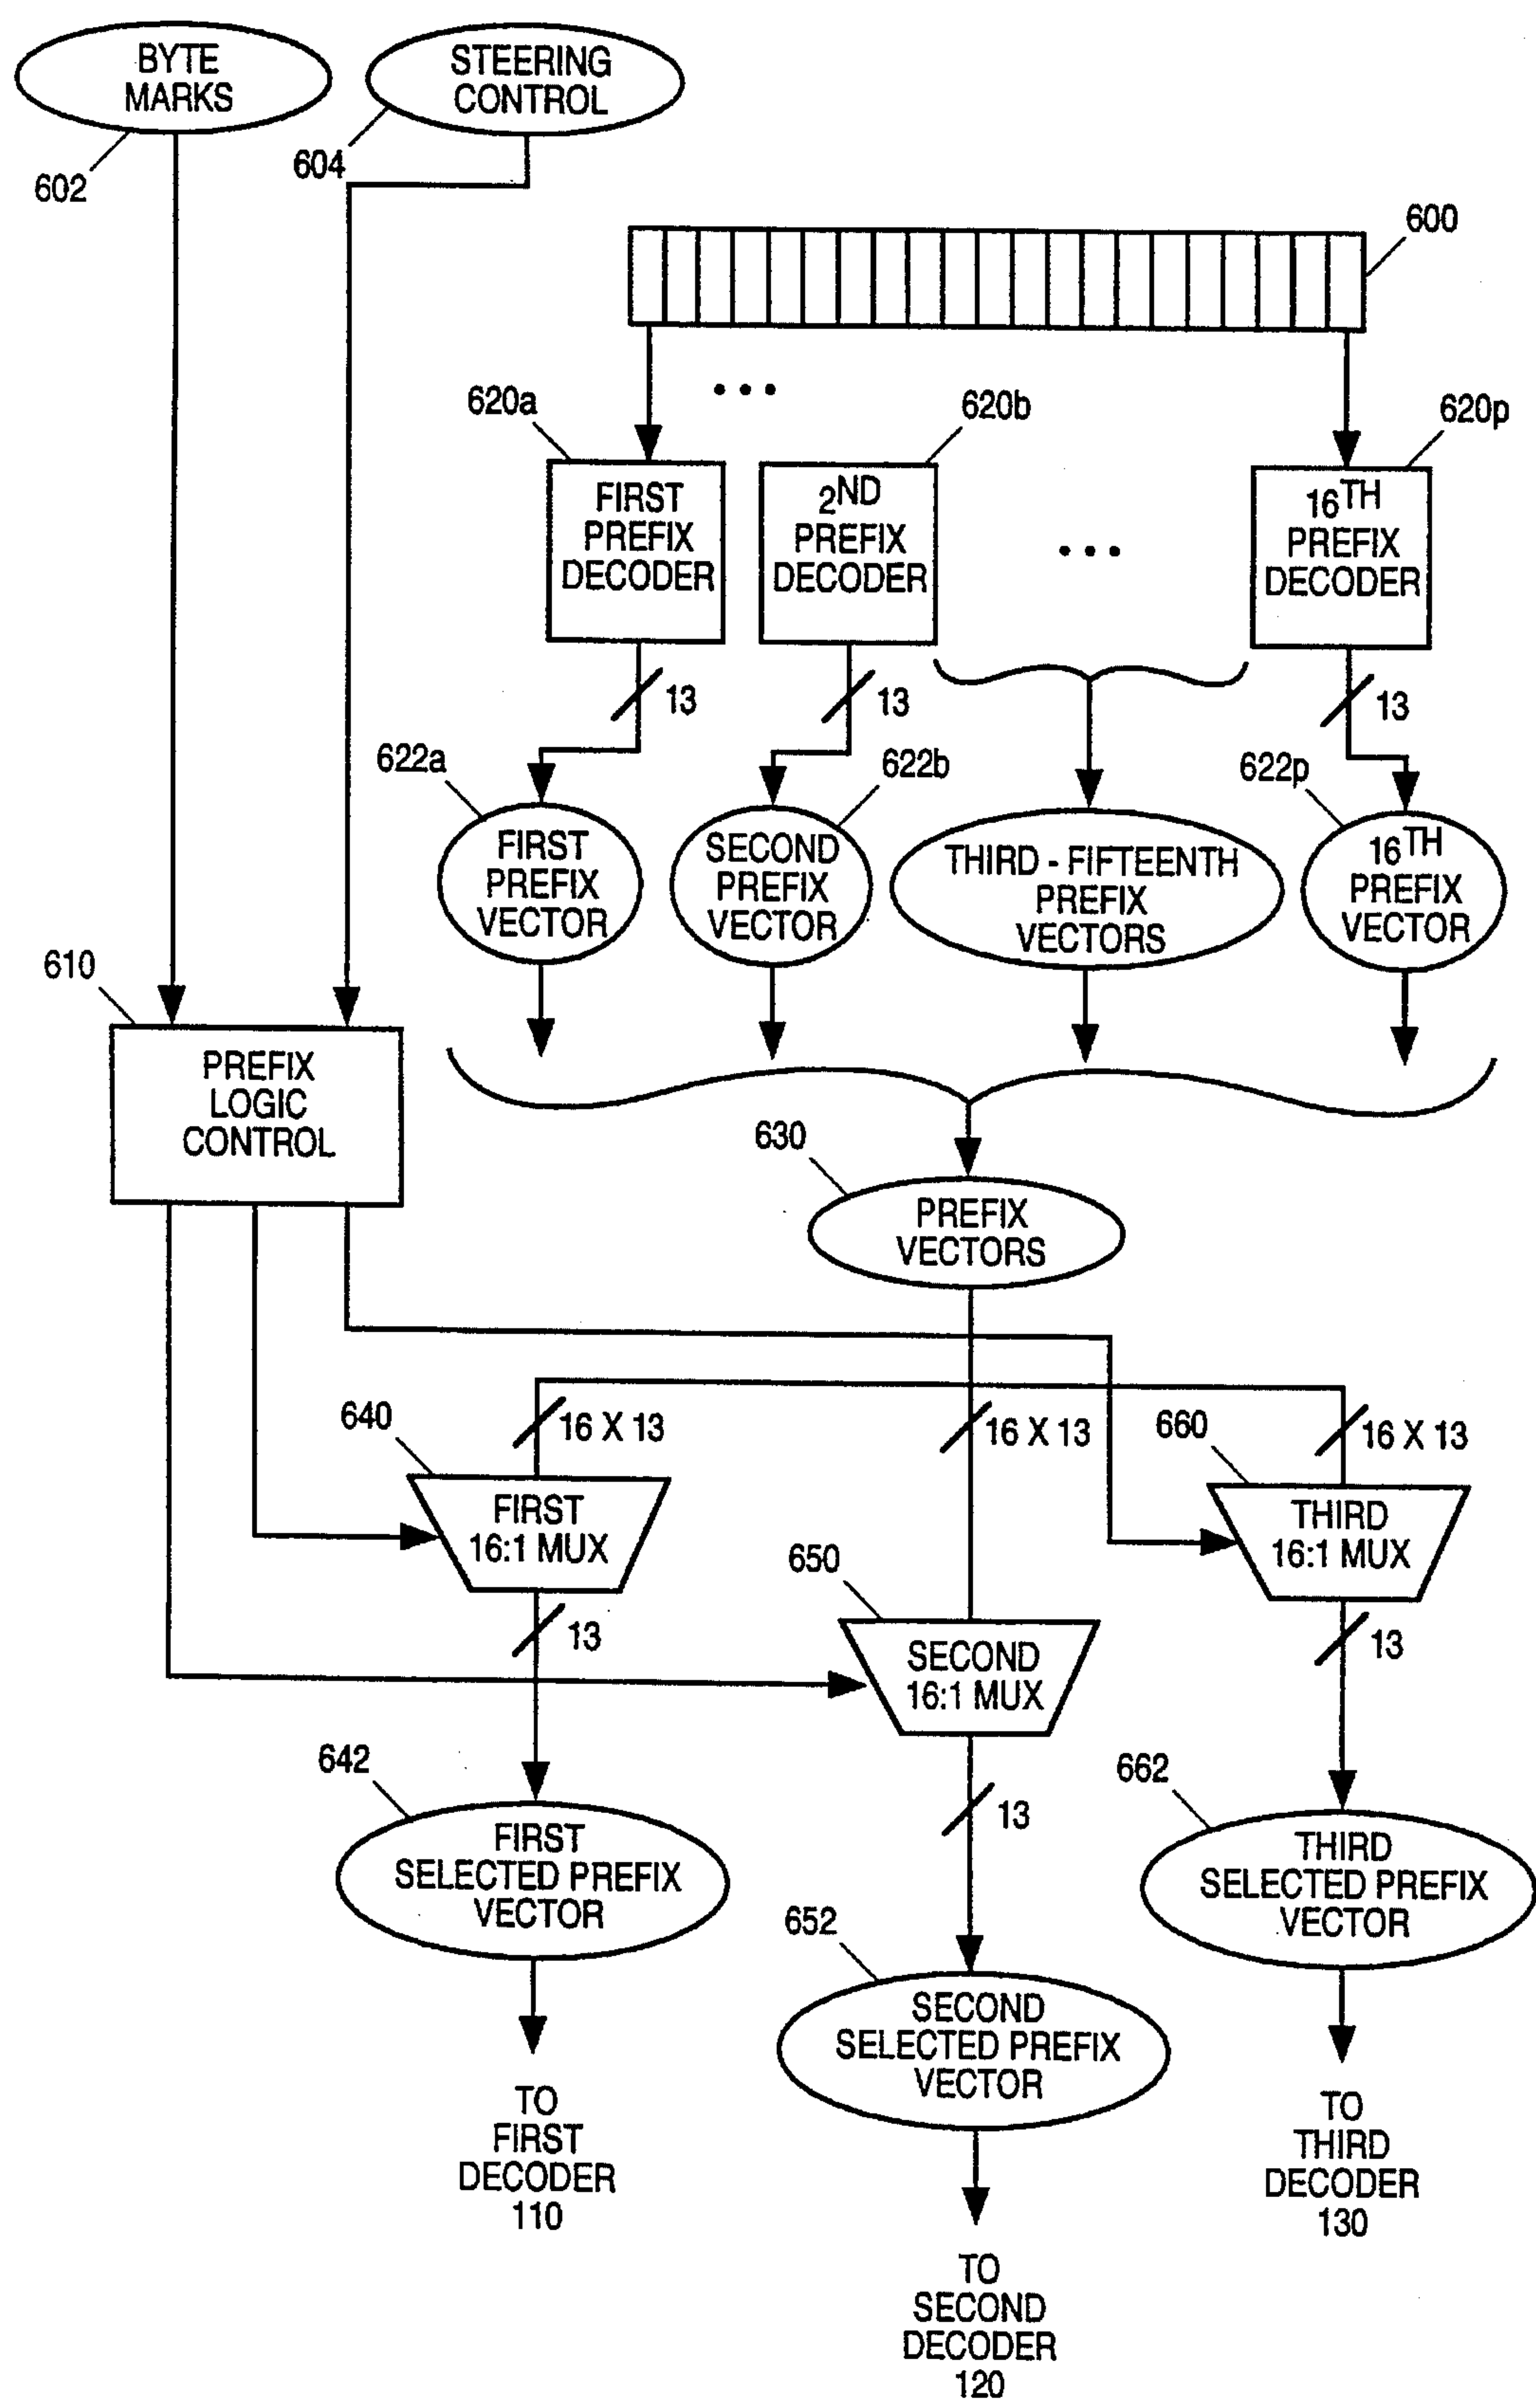 BYTE
MARKS
602
STEERING
CONTROL
604
600
620a
620b
620p
FIRST
PREFIX
DECODER
2ND
PREFIX
DECODER
...
16TH
PREFIX
DECODER
13
13
13
622a
622b
622p
FIRST
PREFIX
VECTOR
SECOND
PREFIX
VECTOR
THIRD - FIFTEENTH
PREFIX
VECTORS
16TH
PREFIX
VECTOR
610
PREFIX
LOGIC
CONTROL
630
PREFIX
VECTORS
640
16 X 13
16 X 13
660
16 X 13
FIRST
16:1 MUX
THIRD
16:1 MUX
650
SECOND
16:1 MUX
13
13
13
642
FIRST
SELECTED PREFIX
VECTOR
662
THIRD
SELECTED PREFIX
VECTOR
652
SECOND
SELECTED PREFIX
VECTOR
TO
FIRST
DECODER
110
TO
THIRD
DECODER
130
TO
SECOND
DECODER
120